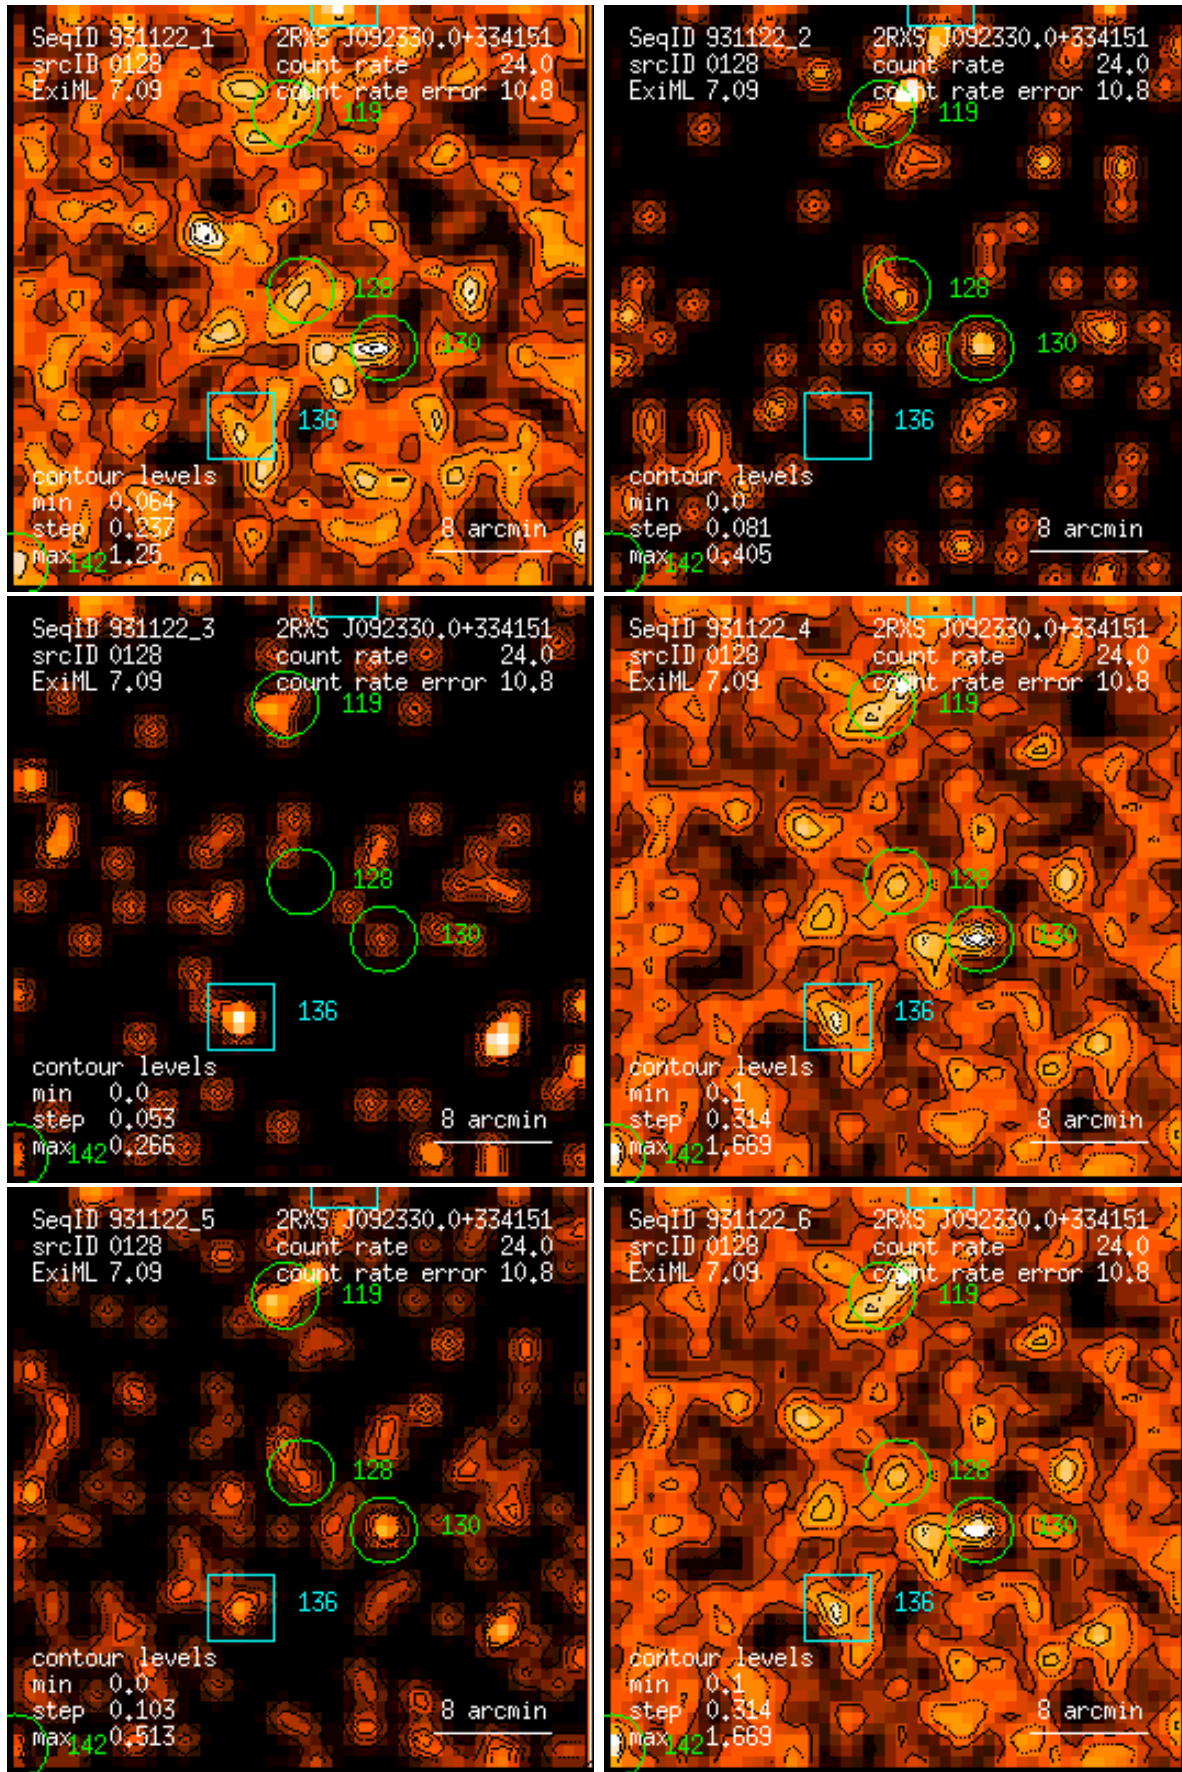 SeqID 931122_1 2RXS J092330.0+334151
srcID 0128 count rate 24.0
ExiML 7.09 count rate error 10.8
119
128
130
136
contour levels
min 0.064
step 0.237
max 1.25
8 arcmin
142
SeqID 931122_2 2RXS J092330.0+334151
srcID 0128 count rate 24.0
ExiML 7.09 count rate error 10.8
119
128
130
136
contour levels
min 0.0
step 0.081
max 0.405
8 arcmin
142
SeqID 931122_3 2RXS J092330.0+334151
srcID 0128 count rate 24.0
ExiML 7.09 count rate error 10.8
119
128
130
136
contour levels
min 0.0
step 0.053
max 0.266
8 arcmin
142
SeqID 931122_4 2RXS J092330.0+334151
srcID 0128 count rate 24.0
ExiML 7.09 count rate error 10.8
119
128
130
136
contour levels
min 0.1
step 0.314
max 1.669
8 arcmin
142
SeqID 931122_5 2RXS J092330.0+334151
srcID 0128 count rate 24.0
ExiML 7.09 count rate error 10.8
119
128
130
136
contour levels
min 0.0
step 0.103
max 0.513
8 arcmin
142
SeqID 931122_6 2RXS J092330.0+334151
srcID 0128 count rate 24.0
ExiML 7.09 count rate error 10.8
119
128
130
136
contour levels
min 0.1
step 0.314
max 1.669
8 arcmin
142